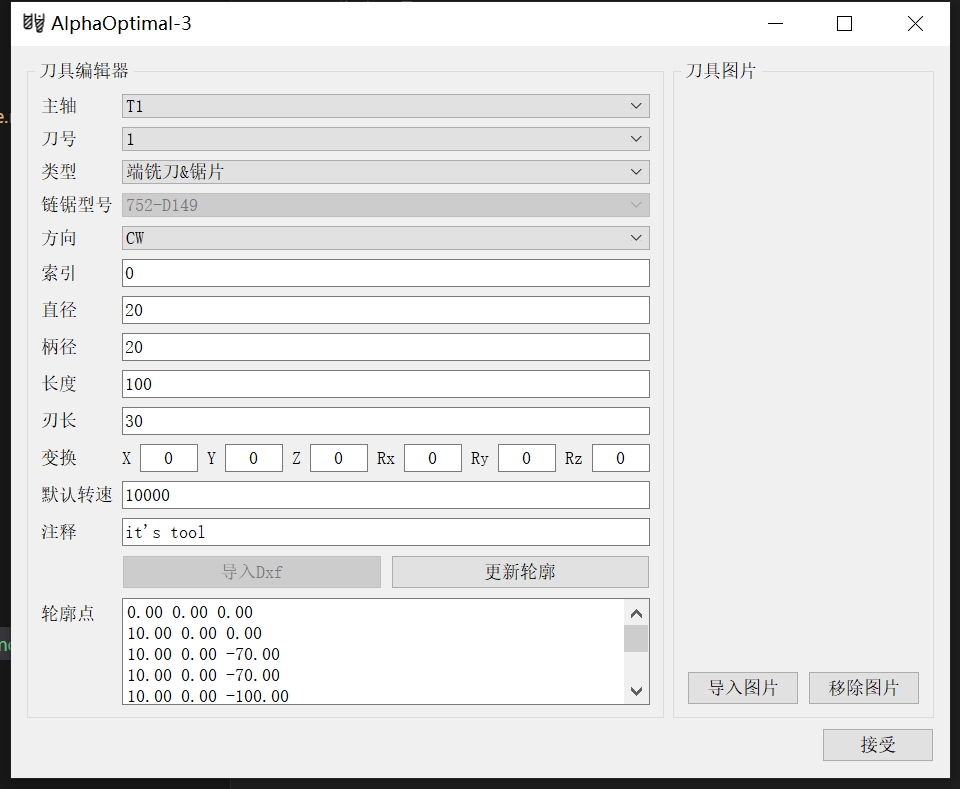 AlphaOptimal-3
刀具编辑器
刀具图片
主轴 T1
刀号 1
类型 端铣刀&锯片
链锯型号 752-D149
方向 CW
索引 0
直径 20
柄径 20
长度 100
刃长 30
变换 X 0 Y 0 Z 0 Rx 0 Ry 0 Rz 0
默认转速 10000
注释 it's tool
导入Dxf 更新轮廓
轮廓点 0.00 0.00 0.00
10.00 0.00 0.00
10.00 0.00 -70.00
10.00 0.00 -70.00
10.00 0.00 -100.00
导入图片 移除图片
接受